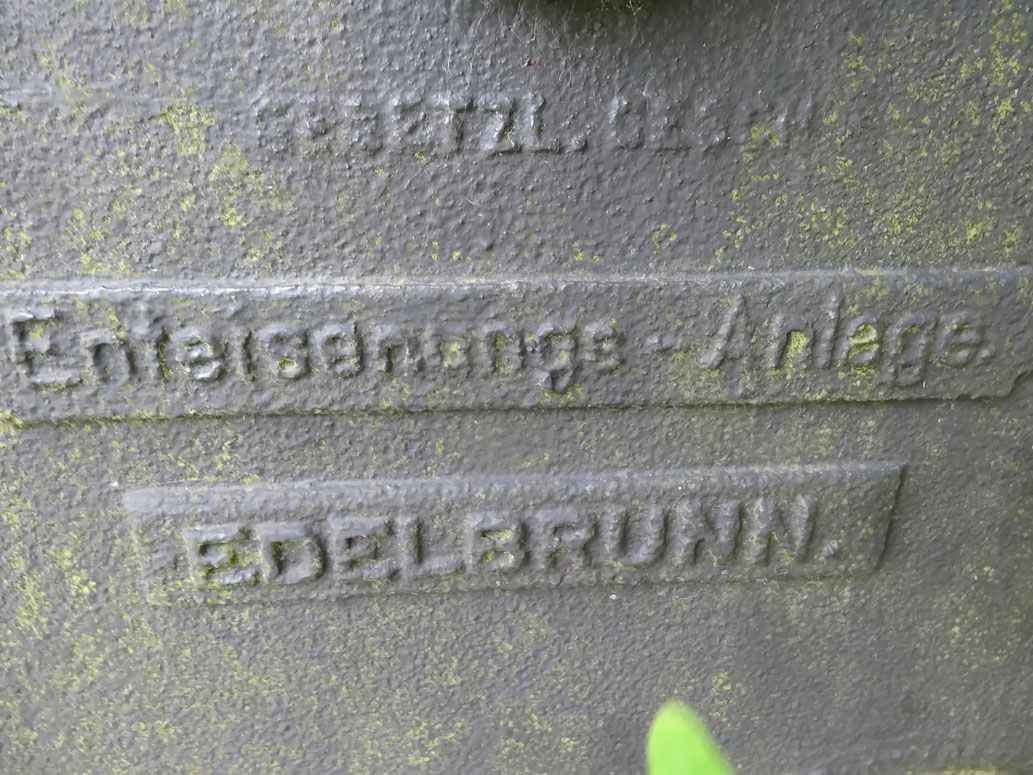 GESETZL. GESCH
Enteisenungs-Anlage.
EDELBRUNN.